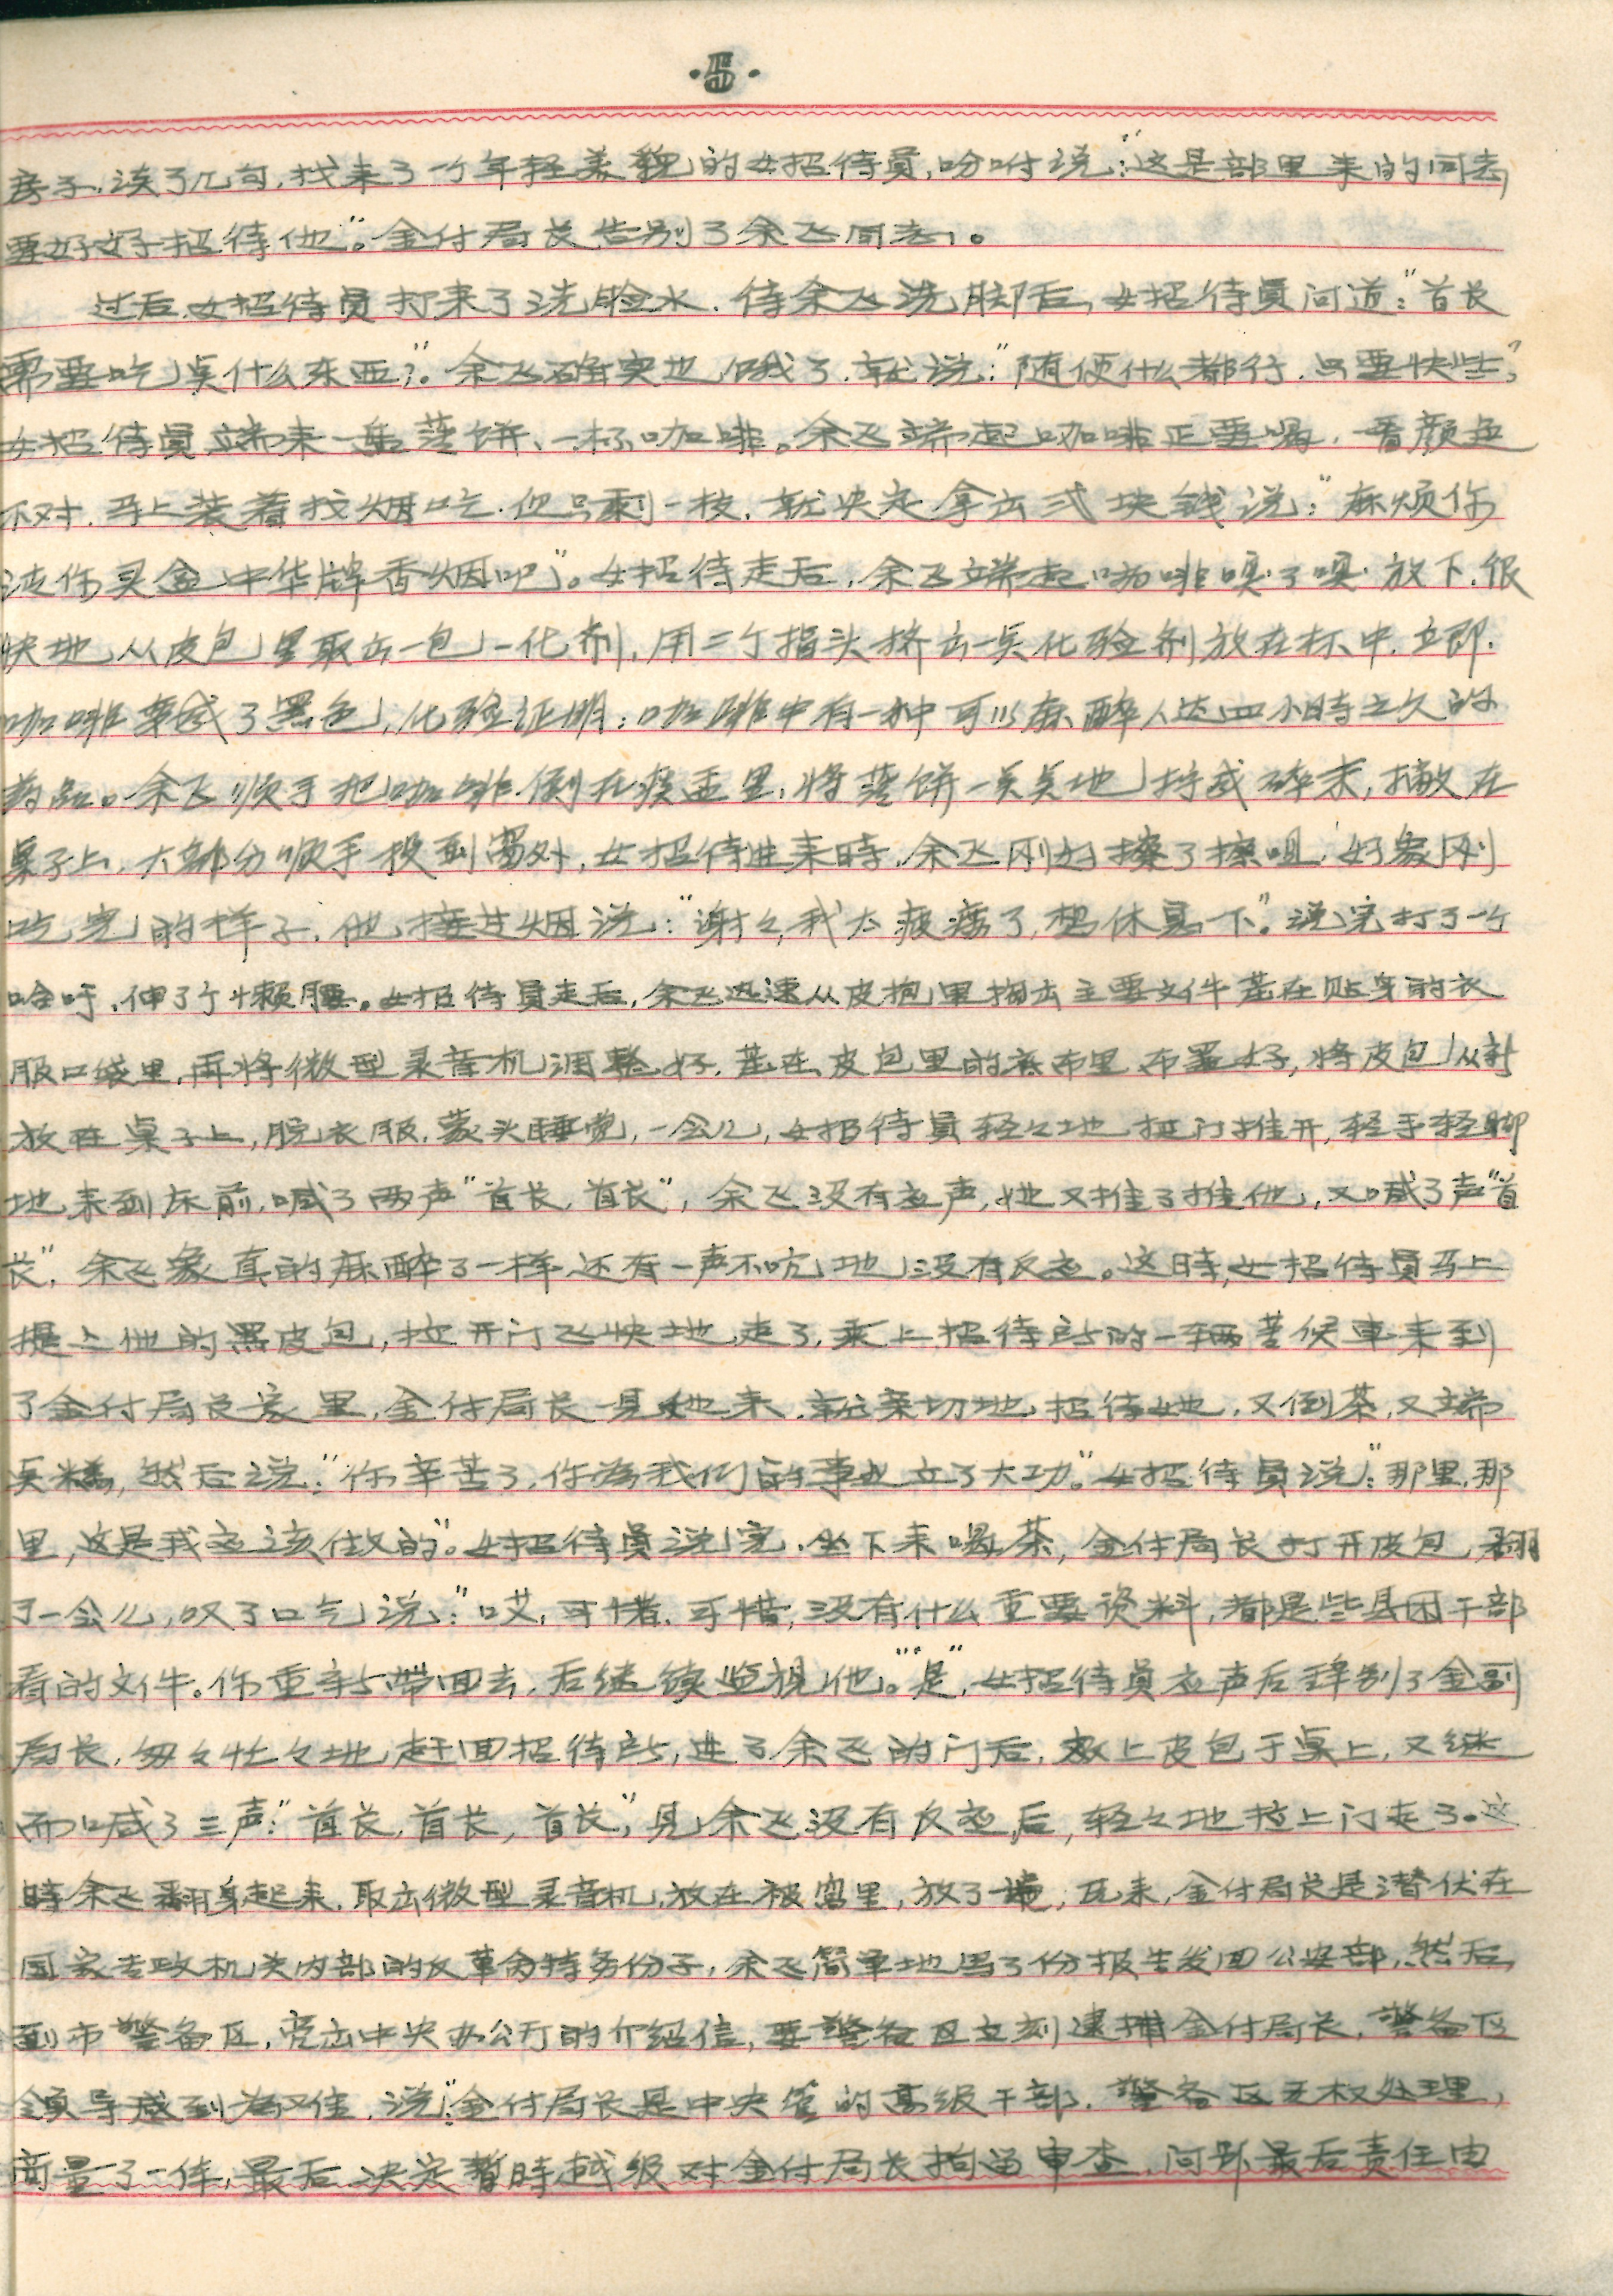 ·五·
房子,谈了几句,找来了一个年轻美貌的女招待员,吩咐说:“这是部里来的同志,
要好好招待他”。金付局长告别了余飞同志。
过后,女招待员打来了洗脸水.待余飞洗脚后,女招待员问道:“首长
需要吃点什么东西?”。余飞确实也饿了.就说:“随便什么都行.只要快些”,
女招待员端来一盘蛋饼、一杯咖啡。余飞端起咖啡正要喝,一看颜色
不对.马上装着找烟吃.但只剩一枝.就决定拿出弍块钱说:“麻烦你
请你买盒中华牌香烟吧”。女招待走后,余飞端起咖啡嗅了嗅.放下.很
快地从皮包里取出一包一化剂,用二个指头挤出一点化验剂放在杯中.立即.
咖啡变成了黑色,化验证明:咖啡中有一种可以麻醉人达四小时之久的
药品。余飞顺手把咖啡倒在痰盂里,将蛋饼一点点地拧成碎末,撒在
桌子上,大部分顺手投到窗外,女招待进来時,余飞刚好擦了擦咀,好象刚
吃完的样子,他接过烟说:“谢々,我太疲痨了,想休息一下”。说完打了一个
哈吁,伸了个懒腰。女招待员走后,余飞迅速从皮抱里掏出主要文件差在贴身的衣
服口袋里,再将微型录音机调整好,差在皮包里的底布里布置好,将皮包从新
放在桌子上,脱衣服,蒙头睡觉,一会儿,女招待员轻々地把门推开,轻手轻脚
地来到床前,喊了两声“首长,首长”,余飞没有应声,她又推了推他,又喊了声“首
长”,余飞象真的麻醉了一样还有一声不吭地没有反应。这時,女招待员马上
提上他的黑皮包,拉开门飞快地走了,乘上招待所的一辆等候車来到
了金付局长家里,金付局长見她来,就亲切地招待她,又倒茶,又端
点糕,然后说:“你辛苦了,你為我们的事业立了大功。”女招待员说:“那里,那
里,这是我应该做的”。女招待员说完,坐下来喝茶,金付局长打开皮包,翻
了一会儿,叹了口气说:“哎,可惜,可惜,没有什么重要资料,都是些县团干部
看的文件。你重新带回去,后继续监视他。”“是”,女招待员应声后辞别了金副
局长,匆々忙々地赶回招待所,进了余飞的门后,放上皮包于桌上,又继
而喊了三声:“首长,首长,首长”,見余飞没有反应后,轻々地拉上门走了。这
時余飞翻身起来,取出微型录音机,放在被窝里,放了一遍;瓦来,金付局长是潜伏在
国家专政机关内部的反革命特务份子,余飞简单地写了份报告发回公安部,然后,
到市警备区,亮出中央办公厅的介绍信,要警备区立刻逮捕金付局长,警备区
领导感到為难,说:“金付局长是中央管的高级干部.警备区无权处理,
商量了一阵,最后决定暫時越级对金付局长拘留审查,问题最后责任由